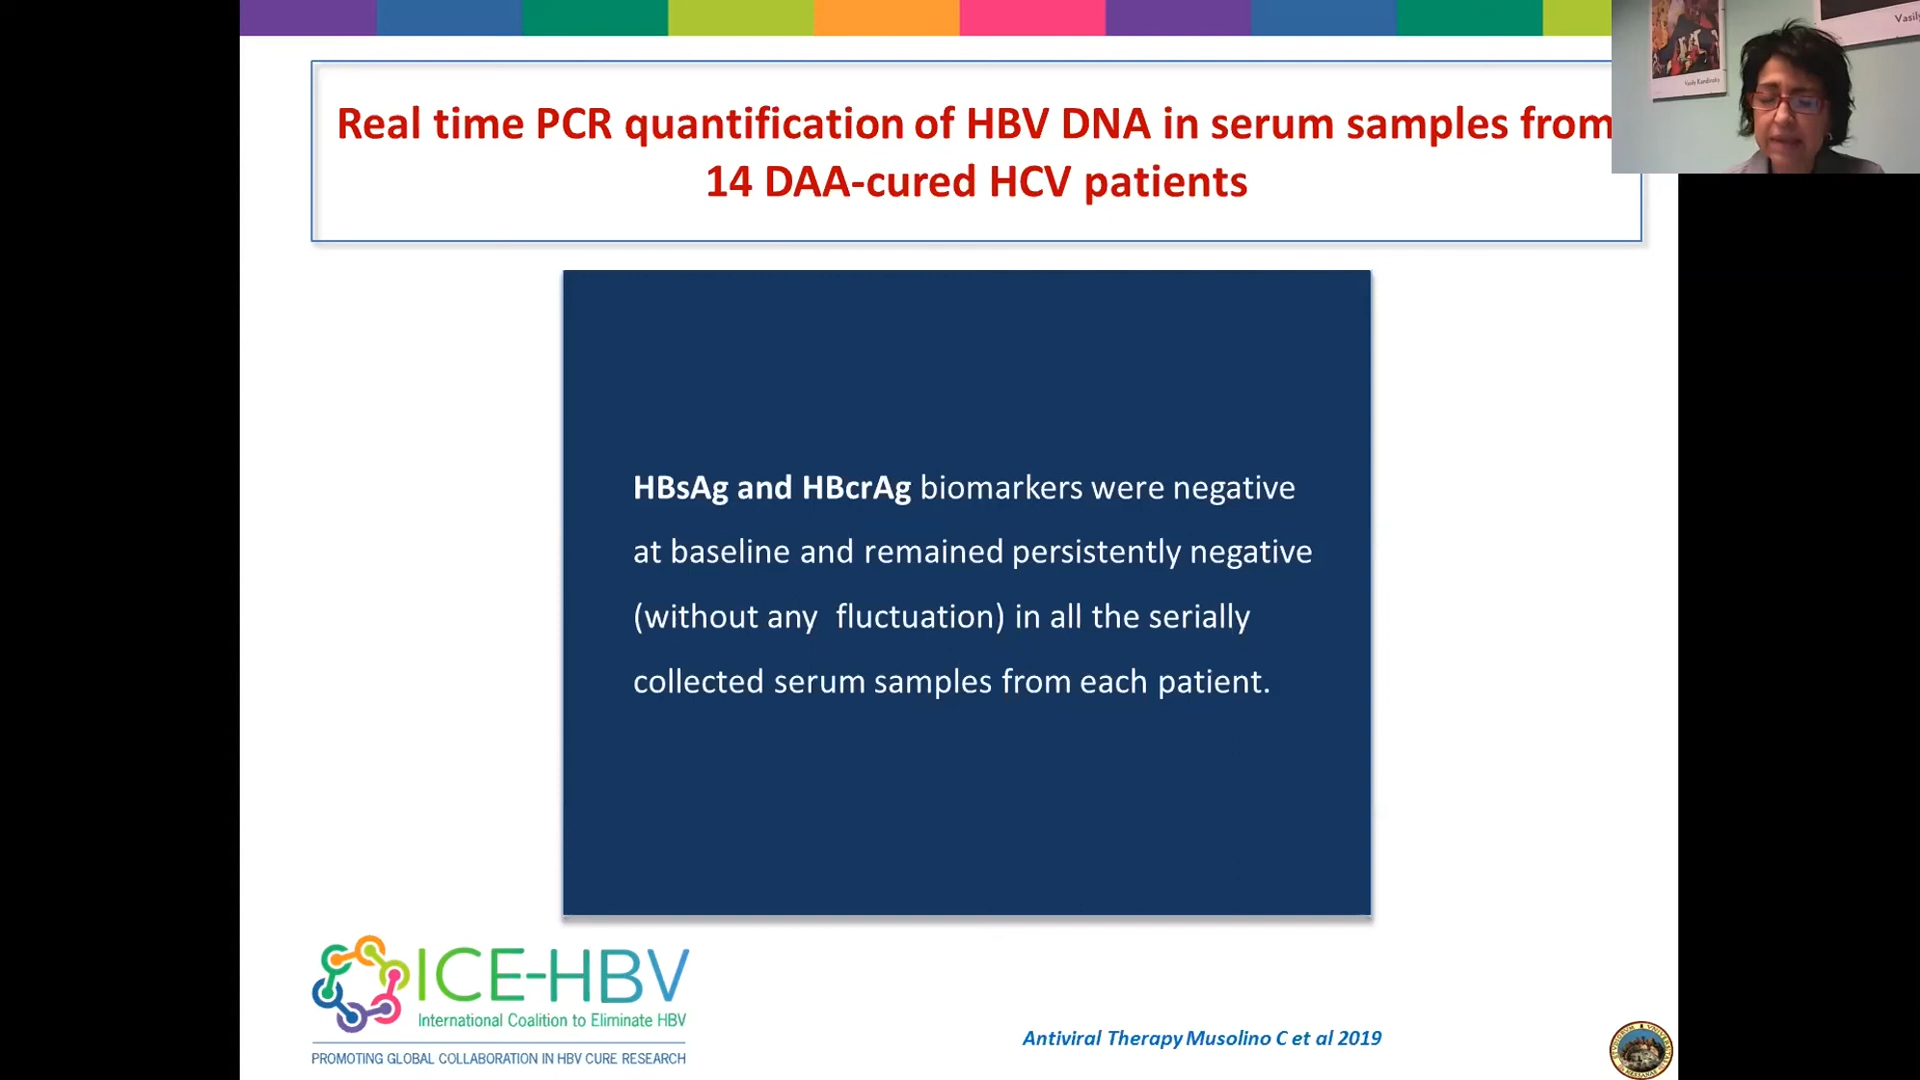 Real time PCR quantification of HBV DNA in serum samples from
14 DAA-cured HCV patients
Vasily Kandinsky
Vasily
HBsAg and HBcrAg biomarkers were negative
at baseline and remained persistently negative
(without any fluctuation) in all the serially
collected serum samples from each patient.
ICE-HBV
International Coalition to Eliminate HBV
PROMOTING GLOBAL COLLABORATION IN HBV CURE RESEARCH
Antiviral Therapy Musolino C et al 2019